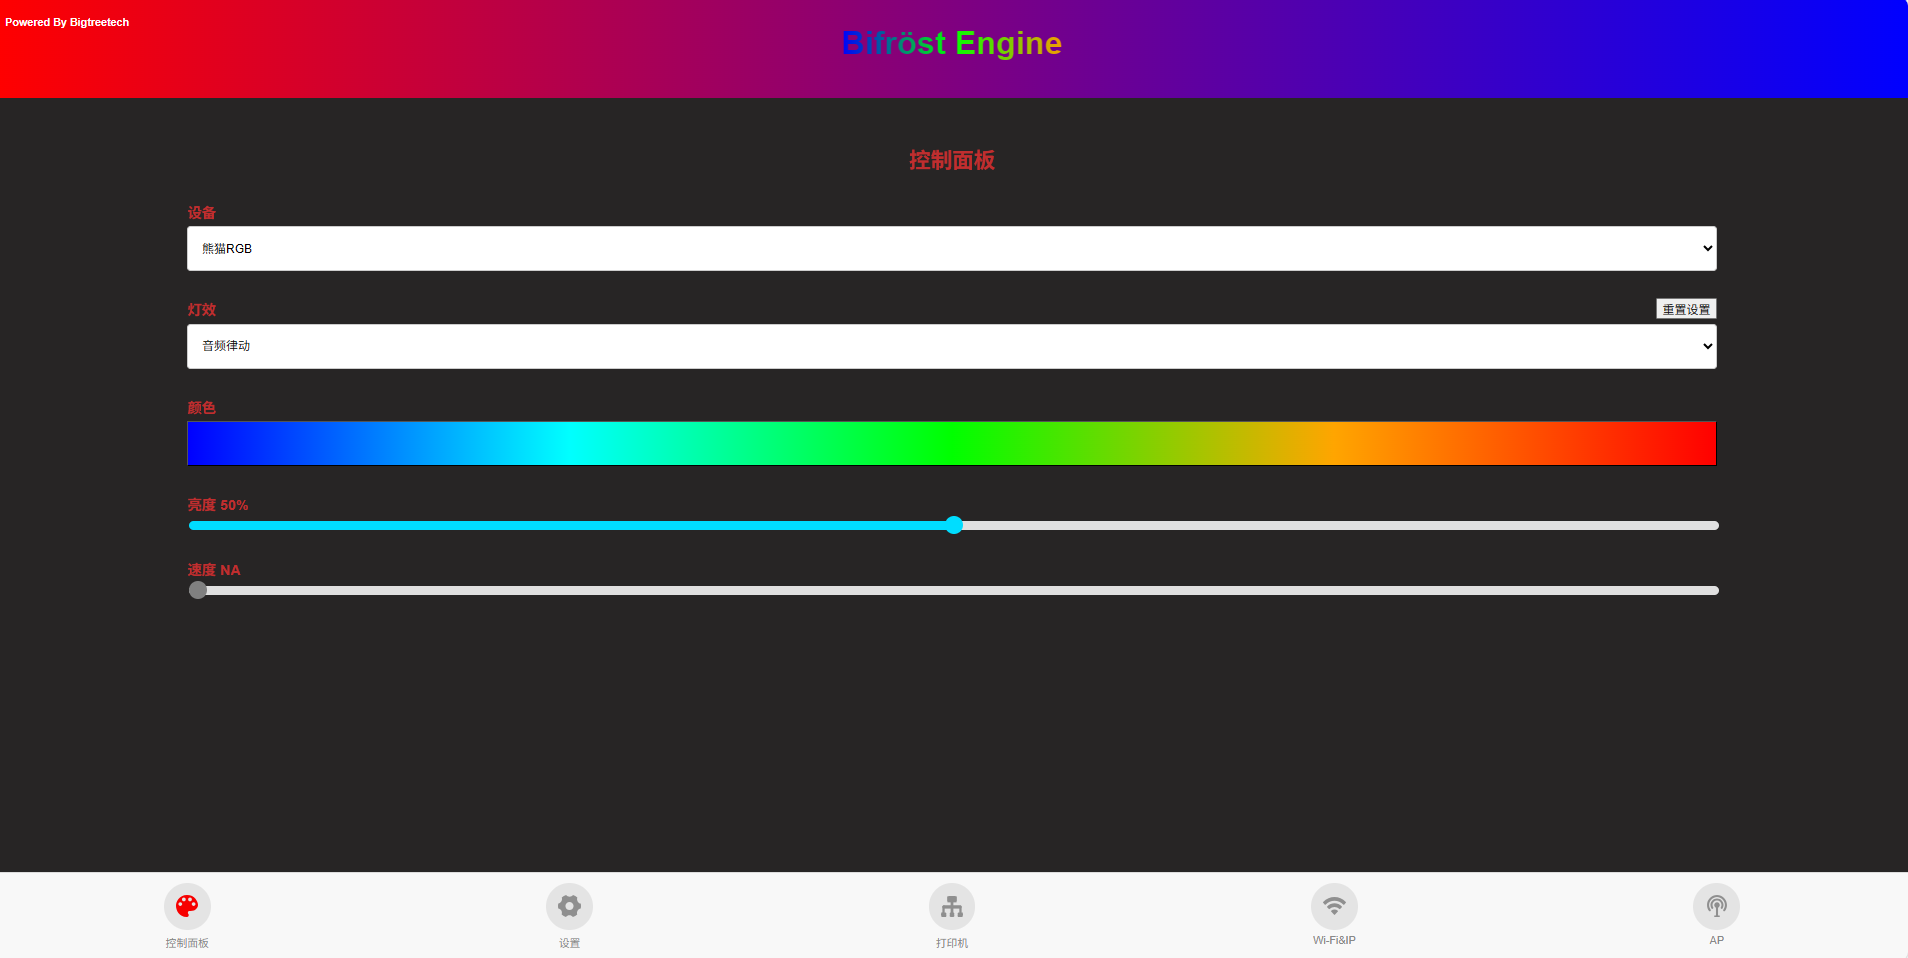 Powered By Bigtreetech
Bifröst Engine
控制面板
设备
熊猫RGB
灯效
重置设置
音频律动
颜色
亮度 50%
速度 NA
控制面板
设置
打印机
Wi-Fi&IP
AP